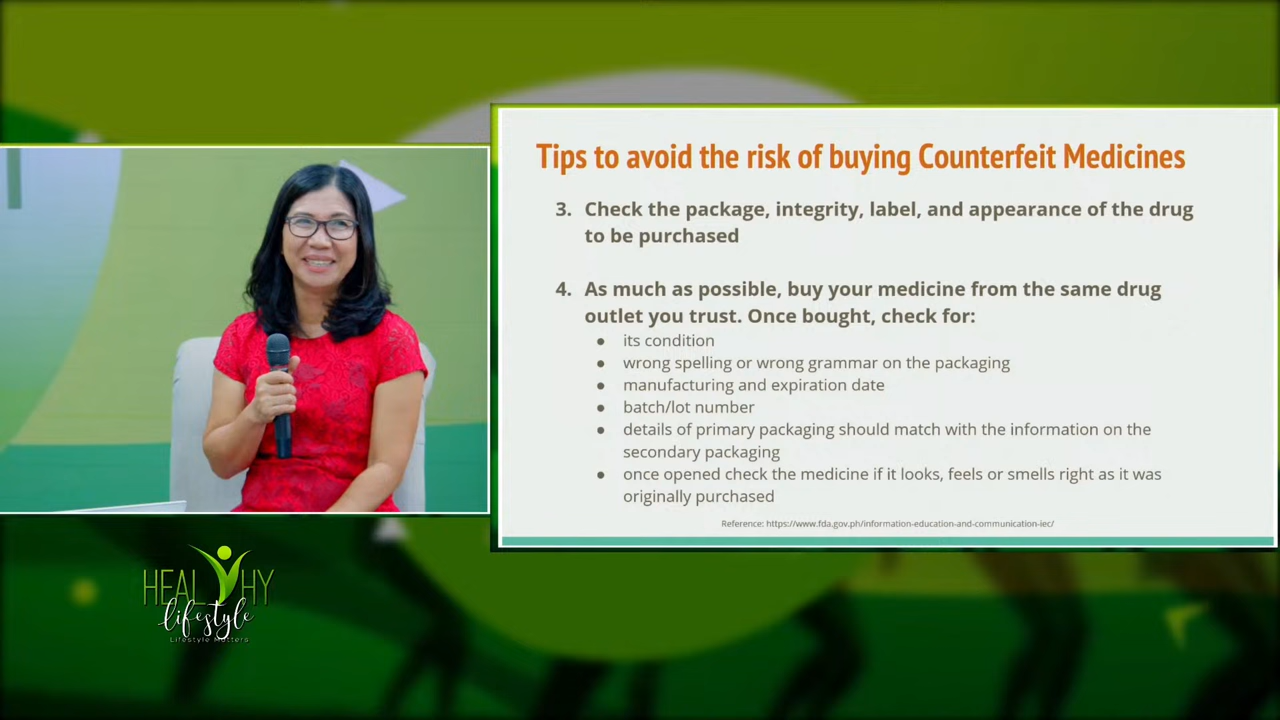 Tips to avoid the risk of buying Counterfeit Medicines
3. Check the package, integrity, label, and appearance of the drug
to be purchased
4. As much as possible, buy your medicine from the same drug
outlet you trust. Once bought, check for:
● its condition
● wrong spelling or wrong grammar on the packaging
● manufacturing and expiration date
● batch/lot number
● details of primary packaging should match with the information on the
secondary packaging
● once opened check the medicine if it looks, feels or smells right as it was
originally purchased
Reference: https://www.fda.gov.ph/information-education-and-communication-iec/
HEALTHY
lifestyle
Lifestyle Matters